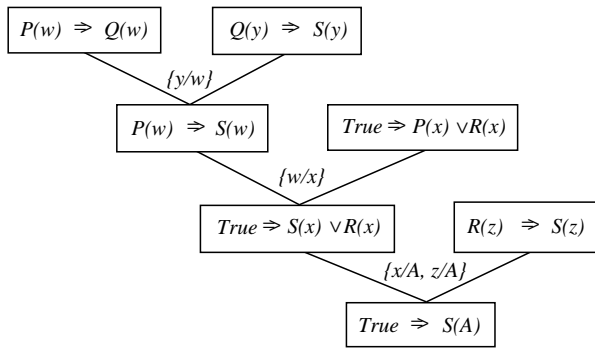 P(w) ⇒ Q(w) Q(y) ⇒ S(y)
{y/w}
P(w) ⇒ S(w) True ⇒ P(x) ∨R(x)
{w/x}
True ⇒ S(x) ∨R(x) R(z) ⇒ S(z)
{x/A, z/A}
True ⇒ S(A)